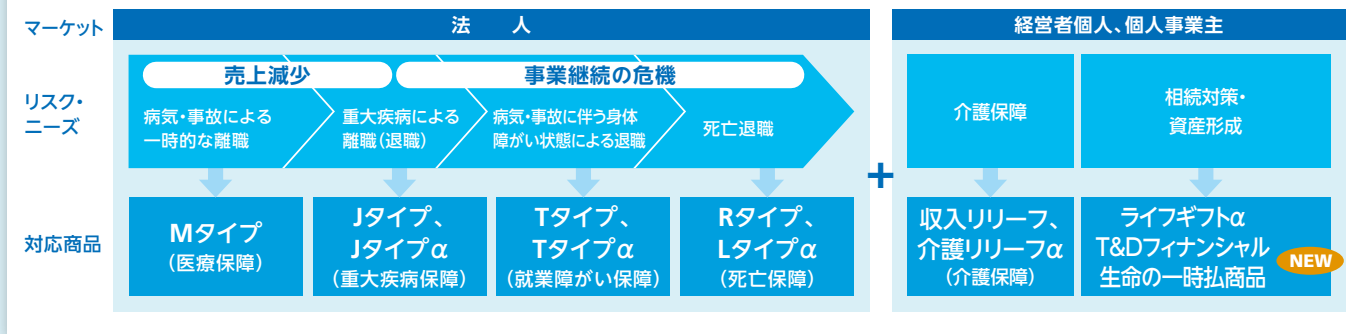 マーケット
法 人
経営者個人、個人事業主
リスク・
ニーズ
売上減少
事業継続の危機
病気・事故による
一時的な離職
重大疾病による
離職(退職)
病気・事故に伴う身体
障がい状態による退職
死亡退職
介護保障
相続対策・
資産形成
+
対応商品
Mタイプ
(医療保障)
Jタイプ、
Jタイプα
(重大疾病保障)
Tタイプ、
Tタイプα
(就業障がい保障)
Rタイプ、
Lタイプα
(死亡保障)
収入リリーフ、
介護リリーフα
(介護保障)
ライフギフトα
T&Dフィナンシャル
生命の一時払商品
NEW